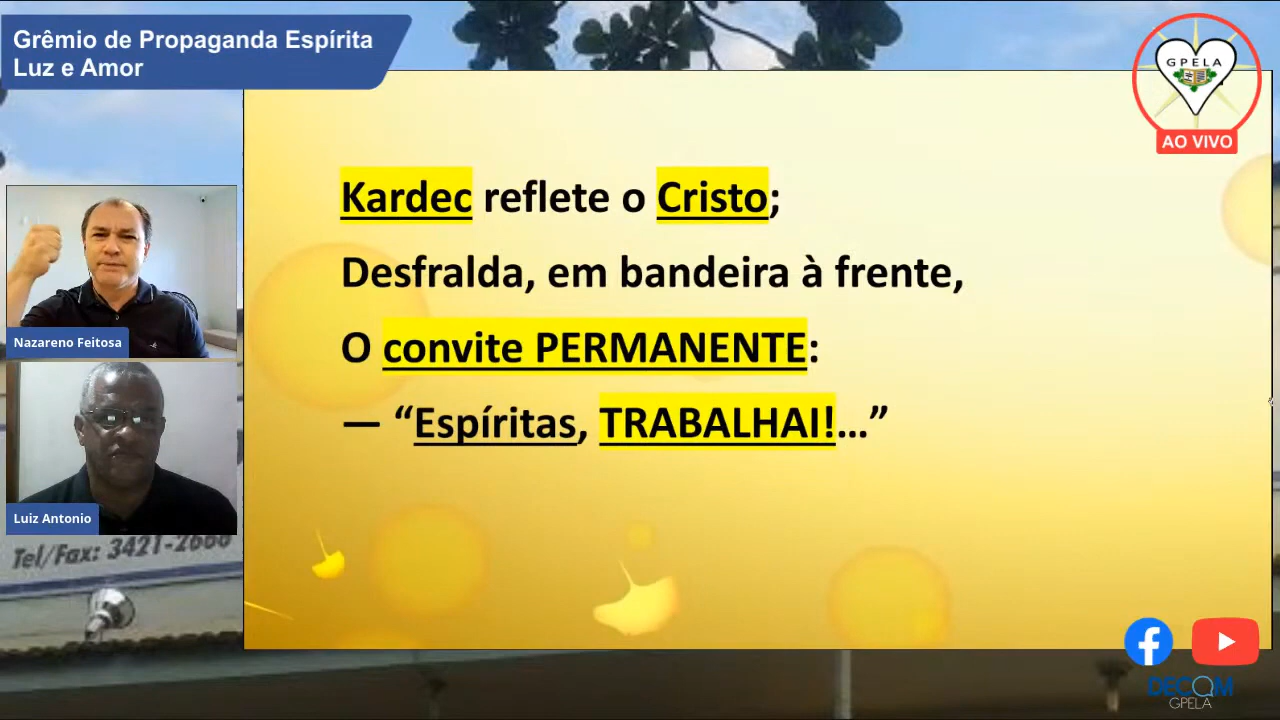 Grêmio de Propaganda Espírita
Luz e Amor
GPELA
AO VIVO
Kardec reflete o Cristo;
Desfralda, em bandeira à frente,
O convite PERMANENTE:
— “Espíritas, TRABALHAI!...”
Nazareno Feitosa
Luiz Antonio
Tel/Fax: 3421-2668
DECOM
GPELA